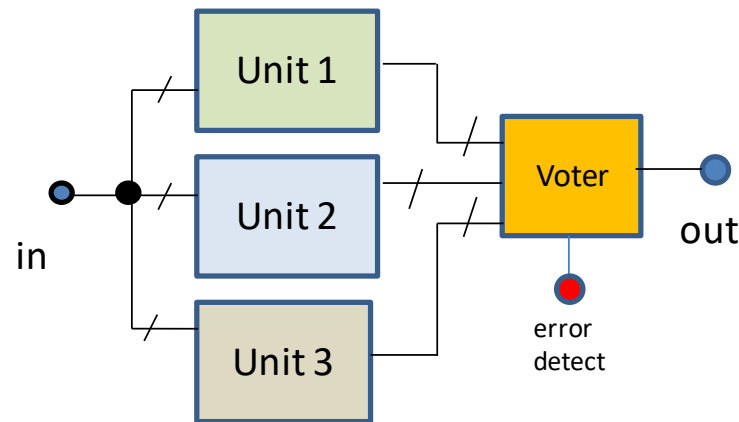 Unit 1
Unit 2
Unit 3
Voter
in
out
error
detect